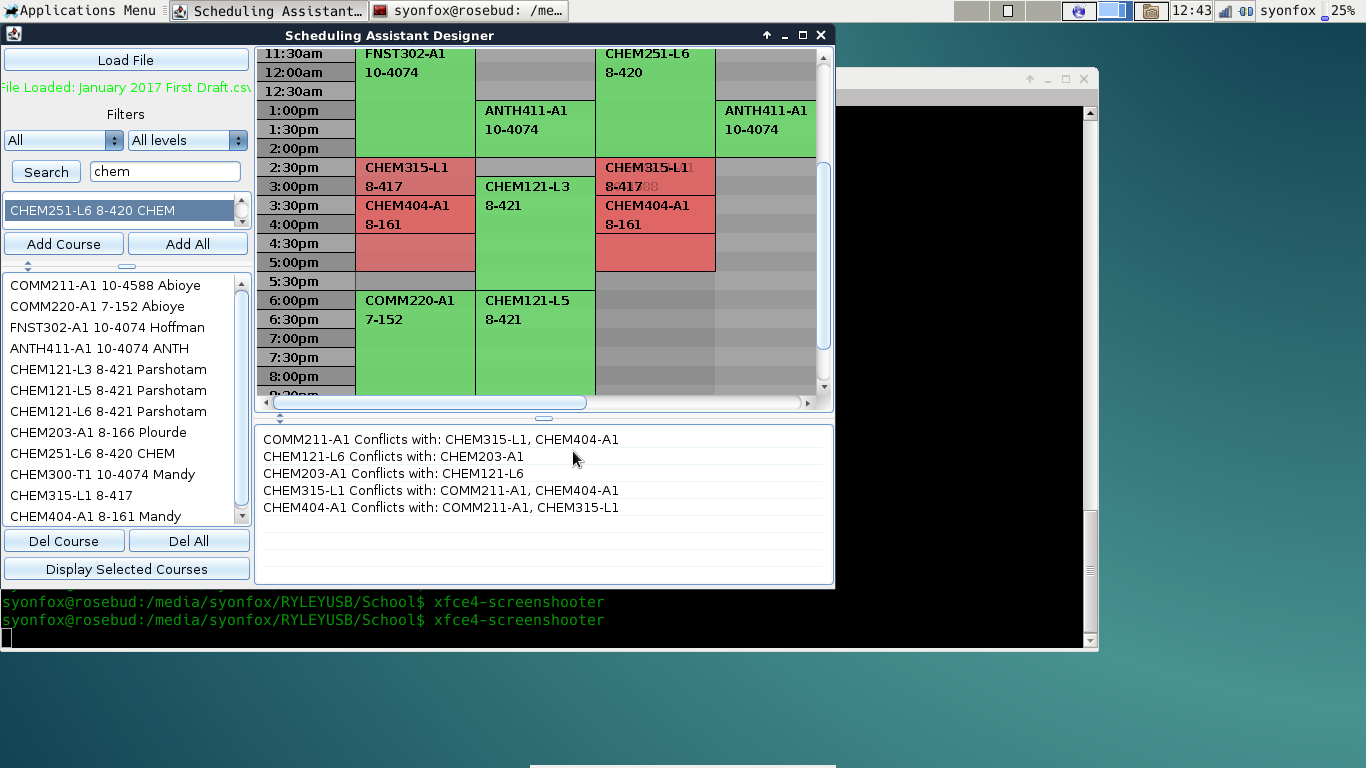 Applications Menu
Scheduling Assistant...
syonfox@rosebud: /me...
12:43
syonfox
25%
Scheduling Assistant Designer
Load File
File Loaded: January 2017 First Draft.csv
Filters
All
All levels
Search
chem
CHEM251-L6 8-420 CHEM
Add Course
Add All
COMM211-A1 10-4588 Abioye
COMM220-A1 7-152 Abioye
FNST302-A1 10-4074 Hoffman
ANTH411-A1 10-4074 ANTH
CHEM121-L3 8-421 Parshotam
CHEM121-L5 8-421 Parshotam
CHEM121-L6 8-421 Parshotam
CHEM203-A1 8-166 Plourde
CHEM251-L6 8-420 CHEM
CHEM300-T1 10-4074 Mandy
CHEM315-L1 8-417
CHEM404-A1 8-161 Mandy
Del Course
Del All
Display Selected Courses
11:30am FNST302-A1 CHEM251-L6
12:00am 10-4074 8-420
12:30am
1:00pm ANTH411-A1 ANTH411-A1
1:30pm 10-4074 10-4074
2:00pm
2:30pm CHEM315-L1 CHEM315-L1
3:00pm 8-417 CHEM121-L3 8-417
3:30pm CHEM404-A1 8-421 CHEM404-A1
4:00pm 8-161 8-161
4:30pm
5:00pm
5:30pm
6:00pm COMM220-A1 CHEM121-L5
6:30pm 7-152 8-421
7:00pm
7:30pm
8:00pm
COMM211-A1 Conflicts with: CHEM315-L1, CHEM404-A1
CHEM121-L6 Conflicts with: CHEM203-A1
CHEM203-A1 Conflicts with: CHEM121-L6
CHEM315-L1 Conflicts with: COMM211-A1, CHEM404-A1
CHEM404-A1 Conflicts with: COMM211-A1, CHEM315-L1
syonfox@rosebud:/media/syonfox/RYLEYUSB/School$ xfce4-screenshooter
syonfox@rosebud:/media/syonfox/RYLEYUSB/School$ xfce4-screenshooter